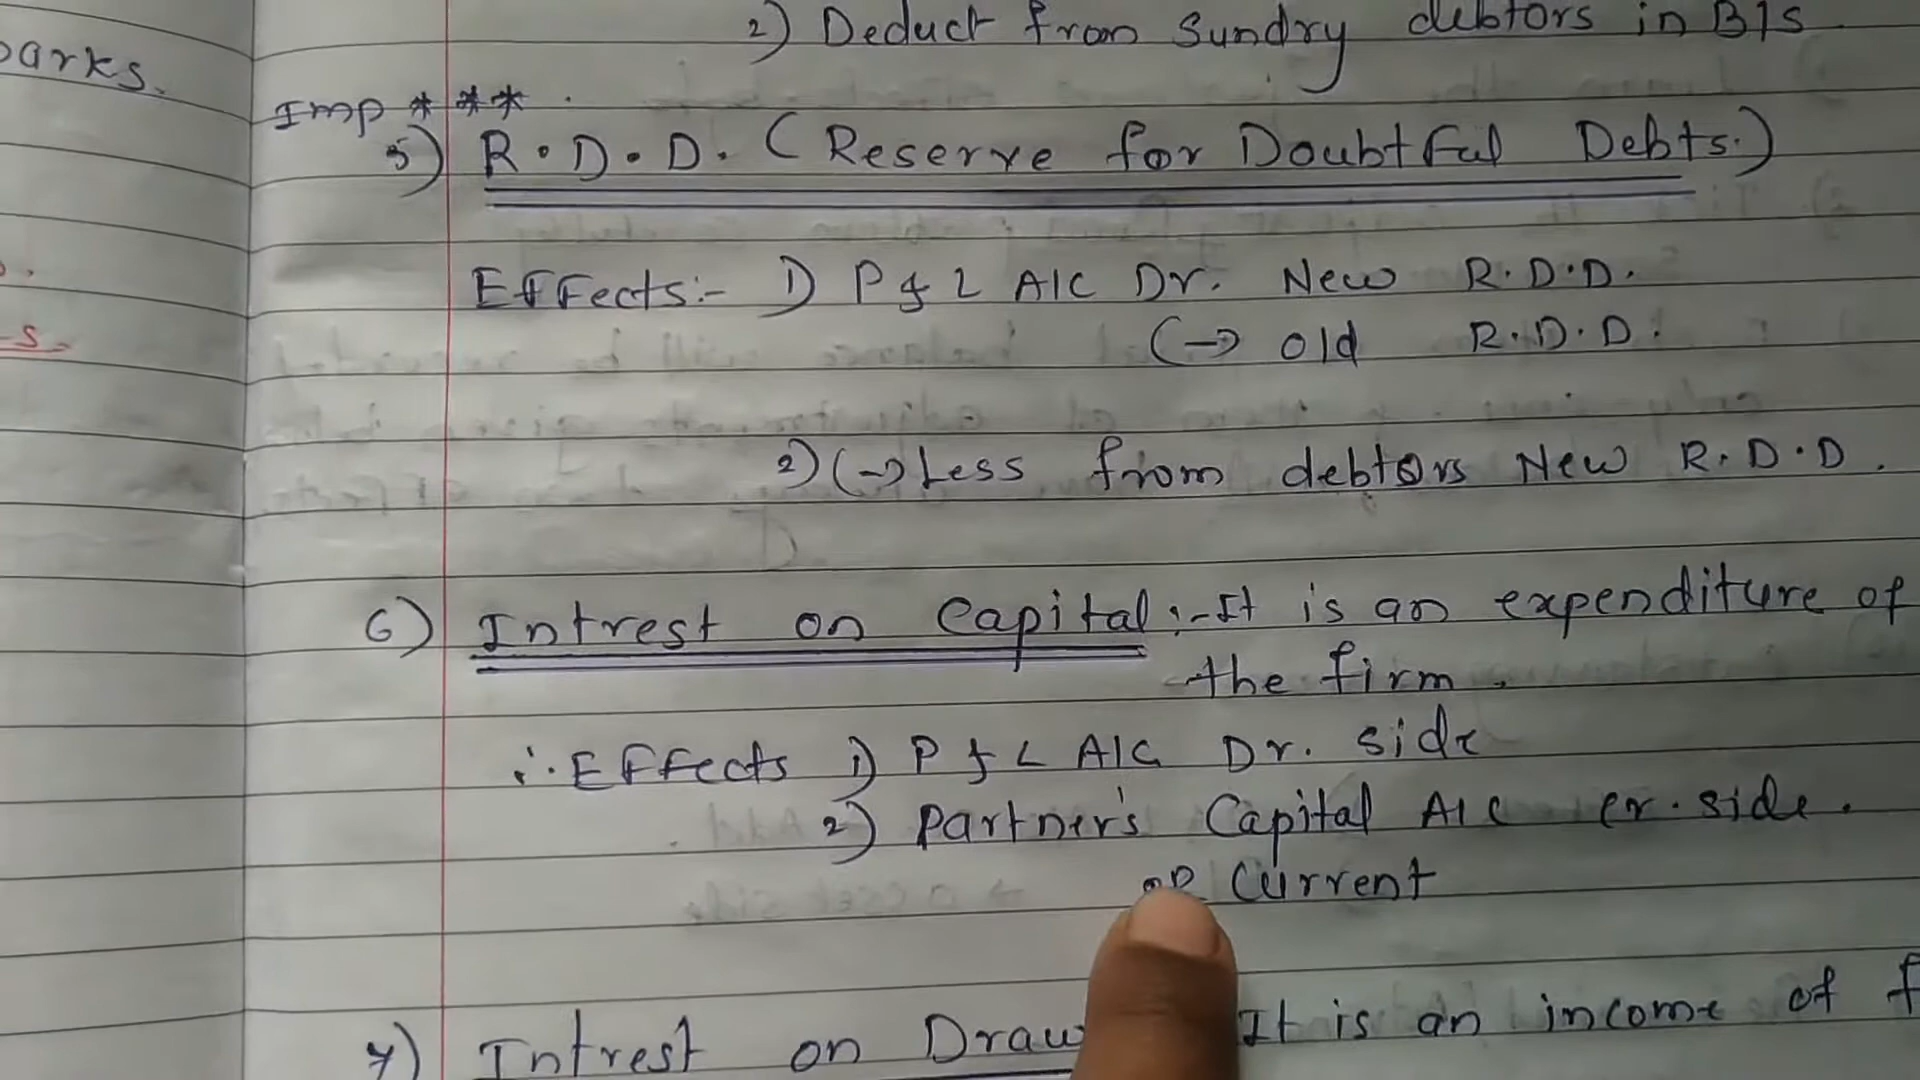 2) Deduct from Sundry debtors in B/S
Imp ***
5) R.D.D. (Reserve for Doubtful Debts.)
Effects:- 1) P & L A/C Dr. New R.D.D.
(-) old R.D.D.
2) (-) Less from debtors New R.D.D.
6) Intrest on Capital :- It is an expenditure of
the firm.
∴ Effects 1) P & L A/C Dr. side
2) Partner's Capital A/C Cr. side.
OR Current
7) Intrest on Draw It is an income of f